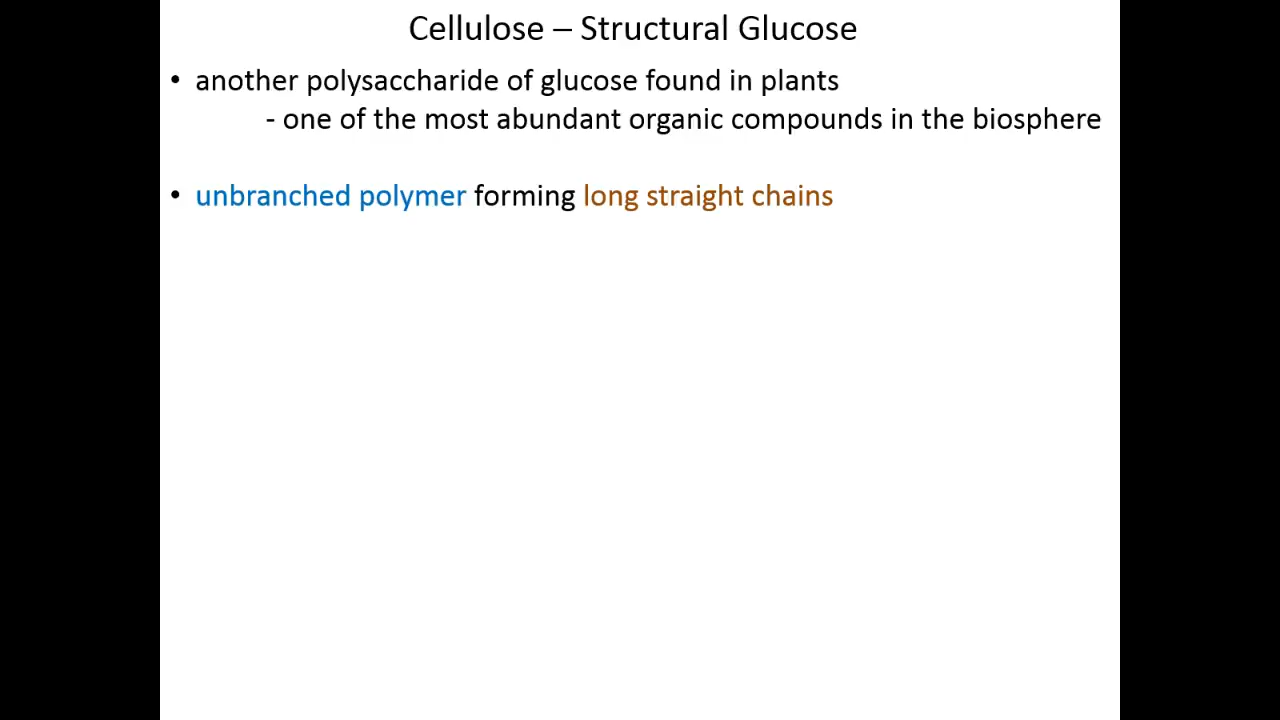 Cellulose – Structural Glucose
• another polysaccharide of glucose found in plants
- one of the most abundant organic compounds in the biosphere
• unbranched polymer forming long straight chains